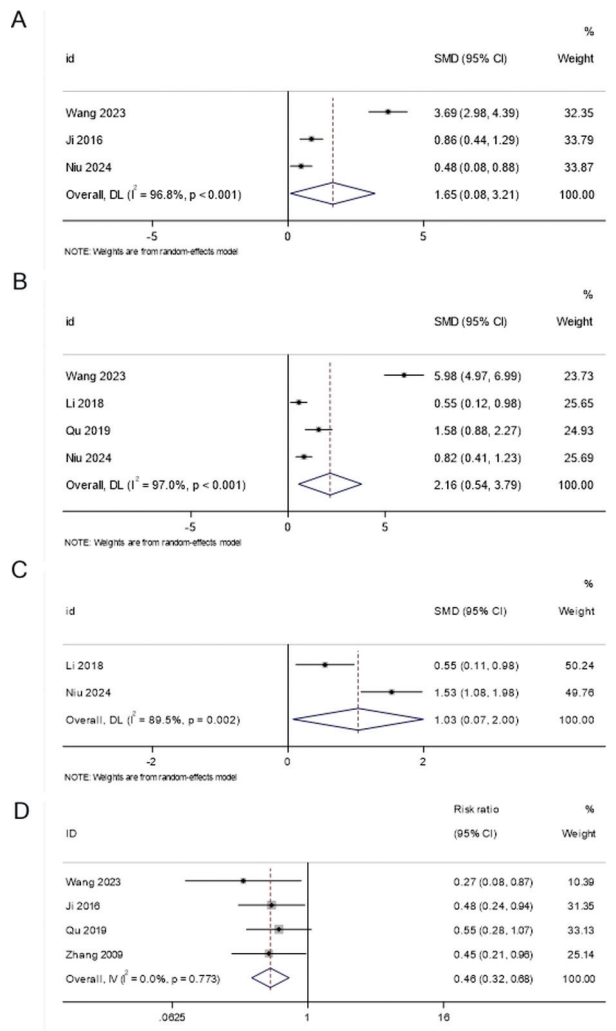 A
%
id SMD (95% CI) Weight
Wang 2023 3.69 (2.98, 4.39) 32.35
Ji 2016 0.86 (0.44, 1.29) 33.79
Niu 2024 0.48 (0.08, 0.88) 33.87
Overall, DL (I² = 96.8%, p < 0.001) 1.65 (0.08, 3.21) 100.00
-5 0 5
NOTE: Weights are from random-effects model
B
%
id SMD (95% CI) Weight
Wang 2023 5.98 (4.97, 6.99) 23.73
Li 2018 0.55 (0.12, 0.98) 25.65
Qu 2019 1.58 (0.88, 2.27) 24.93
Niu 2024 0.82 (0.41, 1.23) 25.69
Overall, DL (I² = 97.0%, p < 0.001) 2.16 (0.54, 3.79) 100.00
-5 0 5
NOTE: Weights are from random-effects model
C
%
id SMD (95% CI) Weight
Li 2018 0.55 (0.11, 0.98) 50.24
Niu 2024 1.53 (1.08, 1.98) 49.76
Overall, DL (I² = 89.5%, p = 0.002) 1.03 (0.07, 2.00) 100.00
-2 0 2
NOTE: Weights are from random-effects model
D
Risk ratio %
ID (95% CI) Weight
Wang 2023 0.27 (0.08, 0.87) 10.39
Ji 2016 0.48 (0.24, 0.94) 31.35
Qu 2019 0.55 (0.28, 1.07) 33.13
Zhang 2009 0.45 (0.21, 0.96) 25.14
Overall, IV (I² = 0.0%, p = 0.773) 0.46 (0.32, 0.68) 100.00
.0625 1 16